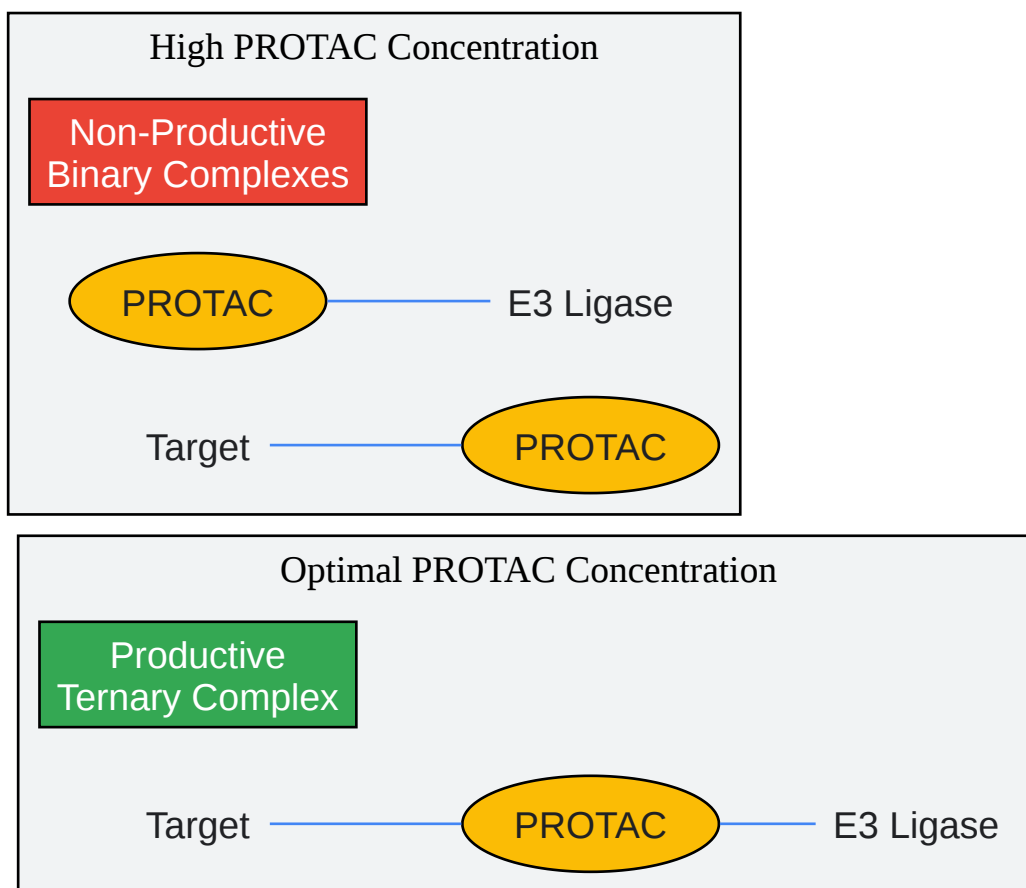 High PROTAC Concentration
Non-Productive
Binary Complexes
PROTAC E3 Ligase
Target PROTAC
Optimal PROTAC Concentration
Productive
Ternary Complex
Target PROTAC E3 Ligase